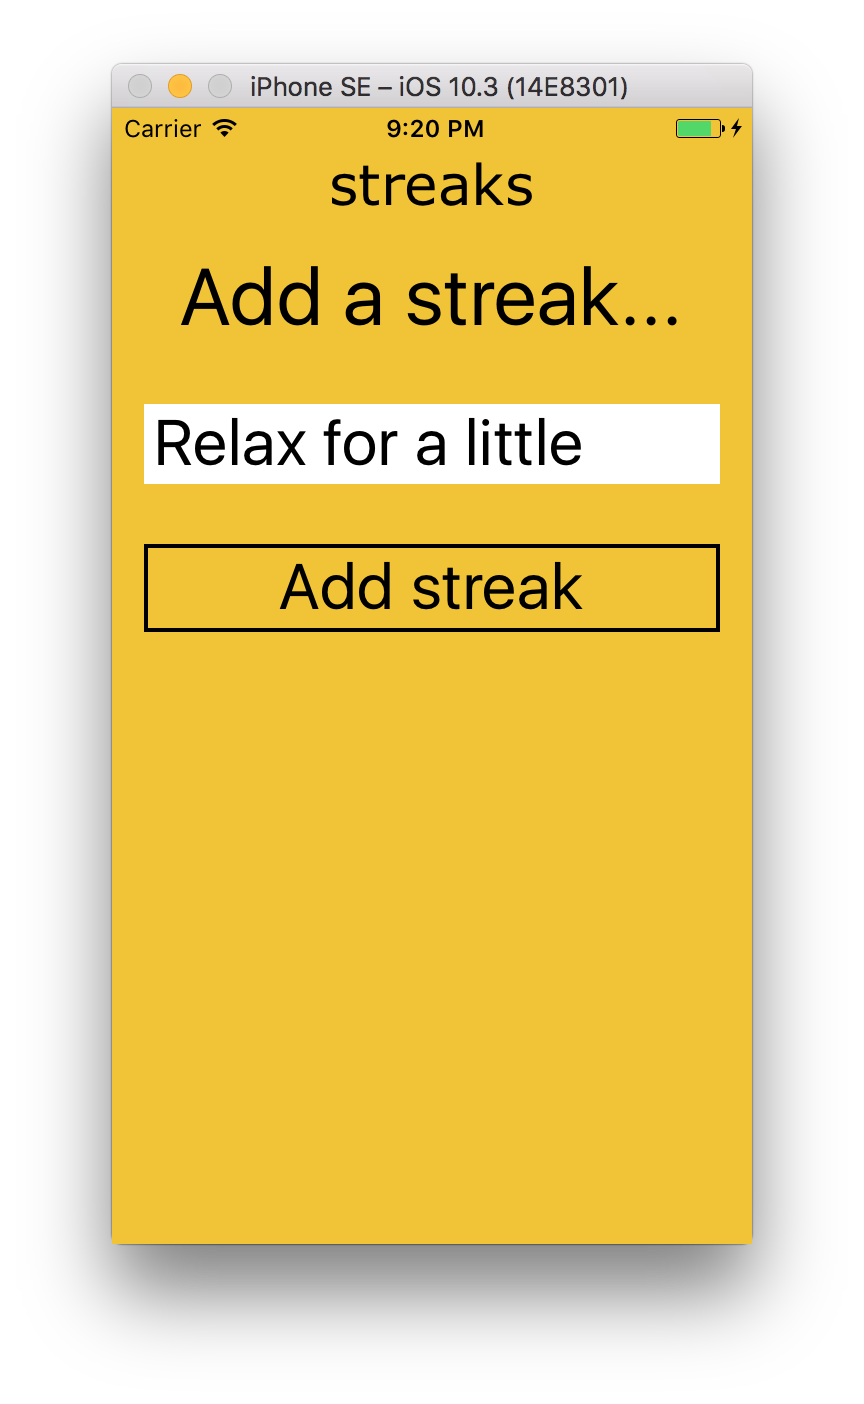 iPhone SE – iOS 10.3 (14E8301)
Carrier 9:20 PM
streaks
Add a streak...
Relax for a little
Add streak